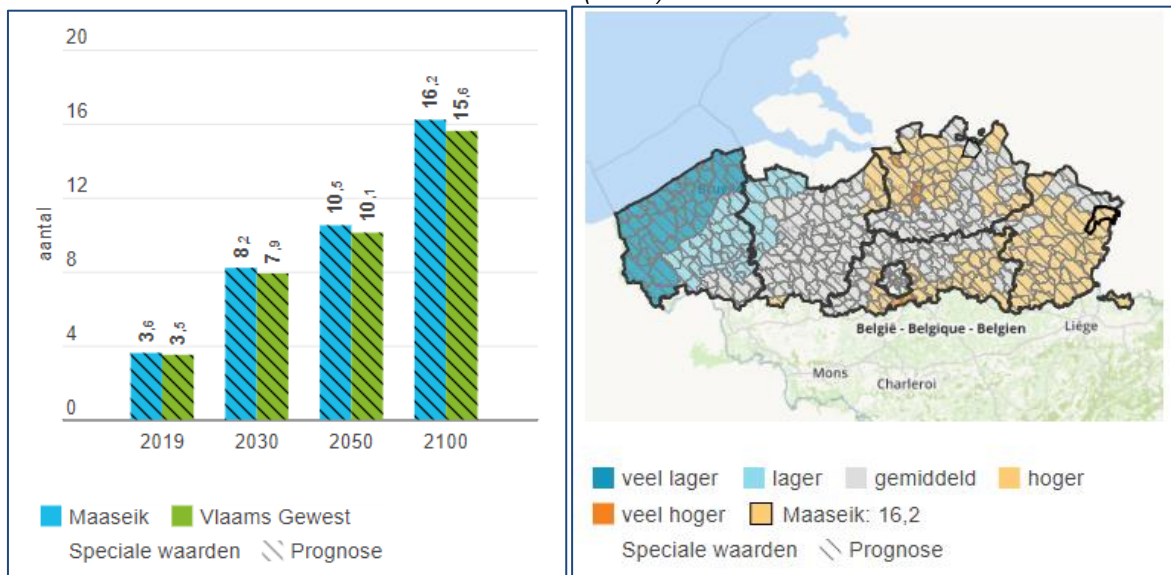 20
16
12
8
4
0
aantal
3,6
3,5
8,2
7,9
10,5
10,1
16,2
15,6
2019 2030 2050 2100
Maaseik Vlaams Gewest
Speciale waarden Prognose
België - Belgique - Belgien
Liège
Mons
Charleroi
veel lager lager gemiddeld hoger
veel hoger Maaseik: 16,2
Speciale waarden Prognose